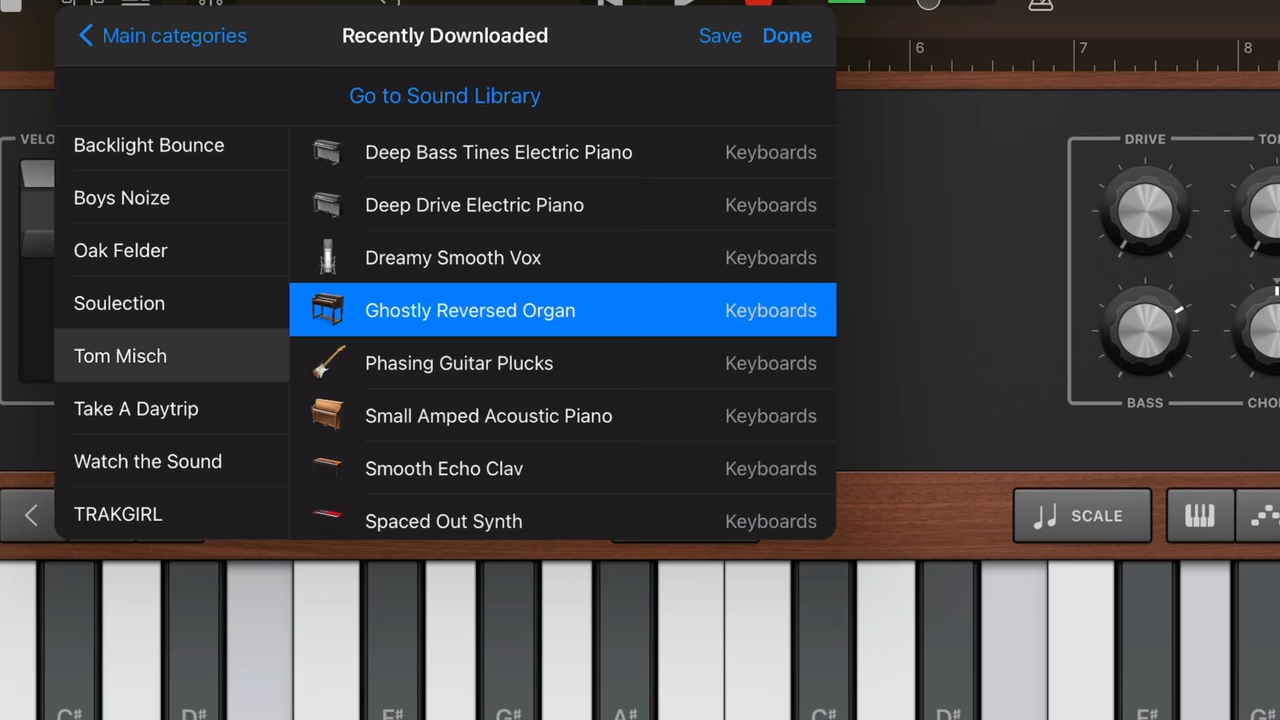 Main categories
Recently Downloaded
Save
Done
6
7
8
Go to Sound Library
Backlight Bounce
Boys Noize
Oak Felder
Soulection
Tom Misch
Take A Daytrip
Watch the Sound
TRAKGIRL
Deep Bass Tines Electric Piano Keyboards
Deep Drive Electric Piano Keyboards
Dreamy Smooth Vox Keyboards
Ghostly Reversed Organ Keyboards
Phasing Guitar Plucks Keyboards
Small Amped Acoustic Piano Keyboards
Smooth Echo Clav Keyboards
Spaced Out Synth Keyboards
VELO
DRIVE
TO
BASS
CHO
SCALE
C# D# F# G# A# C# D# F# G#